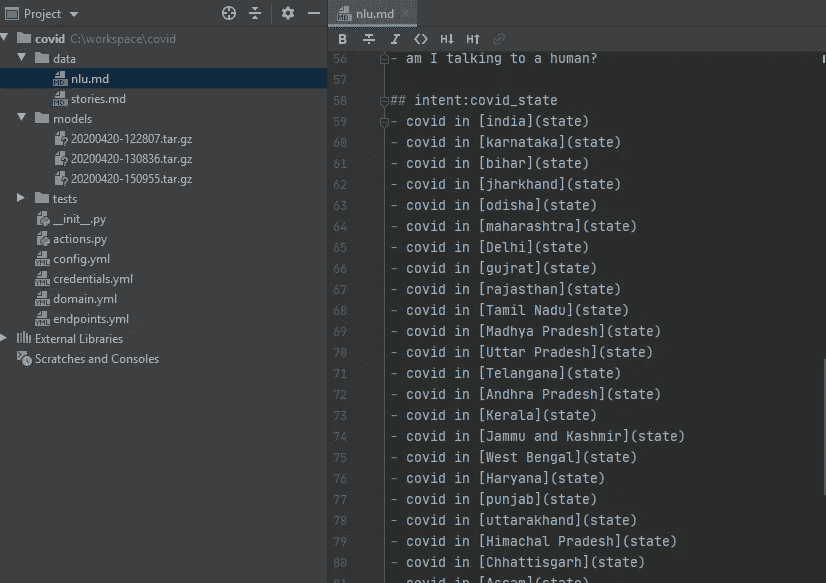 Project
covid C:\workspace\covid
data
nlu.md
stories.md
models
20200420-122807.tar.gz
20200420-130836.tar.gz
20200420-150955.tar.gz
tests
__init__.py
actions.py
config.yml
credentials.yml
domain.yml
endpoints.yml
External Libraries
Scratches and Consoles
nlu.md
B I <> H↓ H↑
56 - am I talking to a human?
57
58 ## intent:covid_state
59 - covid in [india](state)
60 - covid in [karnataka](state)
61 - covid in [bihar](state)
62 - covid in [jharkhand](state)
63 - covid in [odisha](state)
64 - covid in [maharashtra](state)
65 - covid in [Delhi](state)
66 - covid in [gujrat](state)
67 - covid in [rajasthan](state)
68 - covid in [Tamil Nadu](state)
69 - covid in [Madhya Pradesh](state)
70 - covid in [Uttar Pradesh](state)
71 - covid in [Telangana](state)
72 - covid in [Andhra Pradesh](state)
73 - covid in [Kerala](state)
74 - covid in [Jammu and Kashmir](state)
75 - covid in [West Bengal](state)
76 - covid in [Haryana](state)
77 - covid in [punjab](state)
78 - covid in [uttarakhand](state)
79 - covid in [Himachal Pradesh](state)
80 - covid in [Chhattisgarh](state)
81 - covid in [Assam](state)